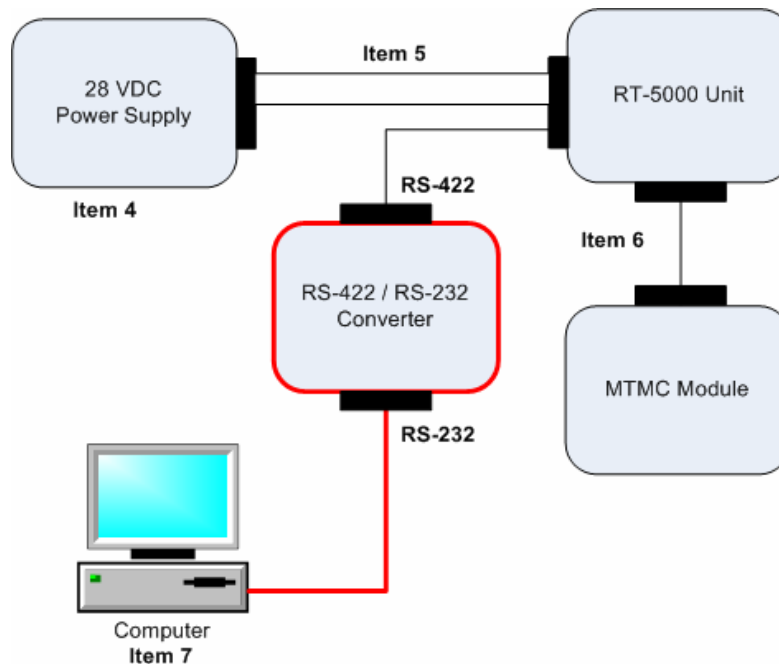 Item 5
28 VDC
Power Supply
RT-5000 Unit
Item 4
RS-422
Item 6
RS-422 / RS-232
Converter
MTMC Module
RS-232
Computer
Item 7